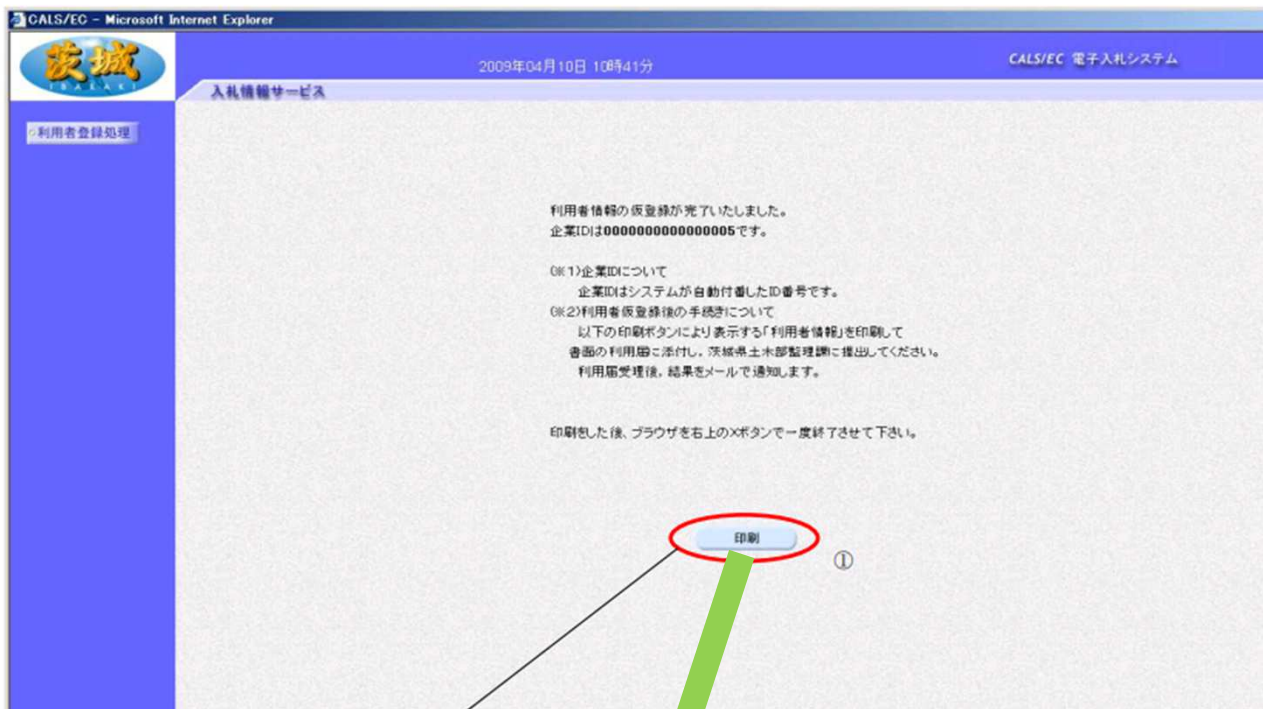 CALS/EC - Microsoft Internet Explorer
茨城
IBARAKI
2009年04月10日 10時41分
CALS/EC 電子入札システム
入札情報サービス
利用者登録処理
利用者情報の仮登録が完了いたしました。
企業IDは0000000000000005です。
(※1)企業IDについて
企業IDはシステムが自動付番したID番号です。
(※2)利用者仮登録後の手続きについて
以下の印刷ボタンにより表示する「利用者情報」を印刷して
書面の利用届に添付し，茨城県土木部監理課に提出してください。
利用届受理後，結果をメールで通知します。
印刷をした後、ブラウザを右上の×ボタンで一度終了させて下さい。
印刷
①